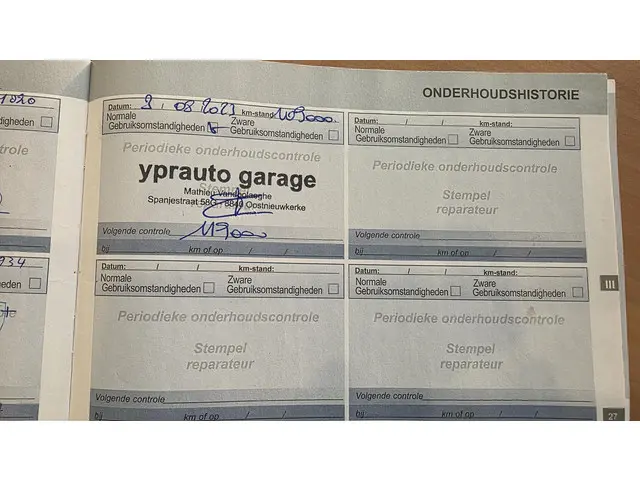 ONDERHOUDSHISTORIE
Datum: 9 / 08 / 2021 km-stand: 109000
Normale Gebruiksomstandigheden
Zware Gebruiksomstandigheden
Periodieke onderhoudscontrole
yprauto garage
Mathieu
Spanjestraat 58G - 8840 Oostnieuwkerke
Volgende controle 119000
bij km of op / /
Datum: / / km-stand:
Normale Gebruiksomstandigheden
Zware Gebruiksomstandigheden
Periodieke onderhoudscontrole
Stempel
reparateur
Volgende controle
bij km of op / /
Datum: / / km-stand:
Normale Gebruiksomstandigheden
Zware Gebruiksomstandigheden
Periodieke onderhoudscontrole
Stempel
reparateur
Volgende controle
bij km of op / /
Datum: / / km-stand:
Normale Gebruiksomstandigheden
Zware Gebruiksomstandigheden
Periodieke onderhoudscontrole
Stempel
reparateur
Volgende controle
bij km of op / /
III
27